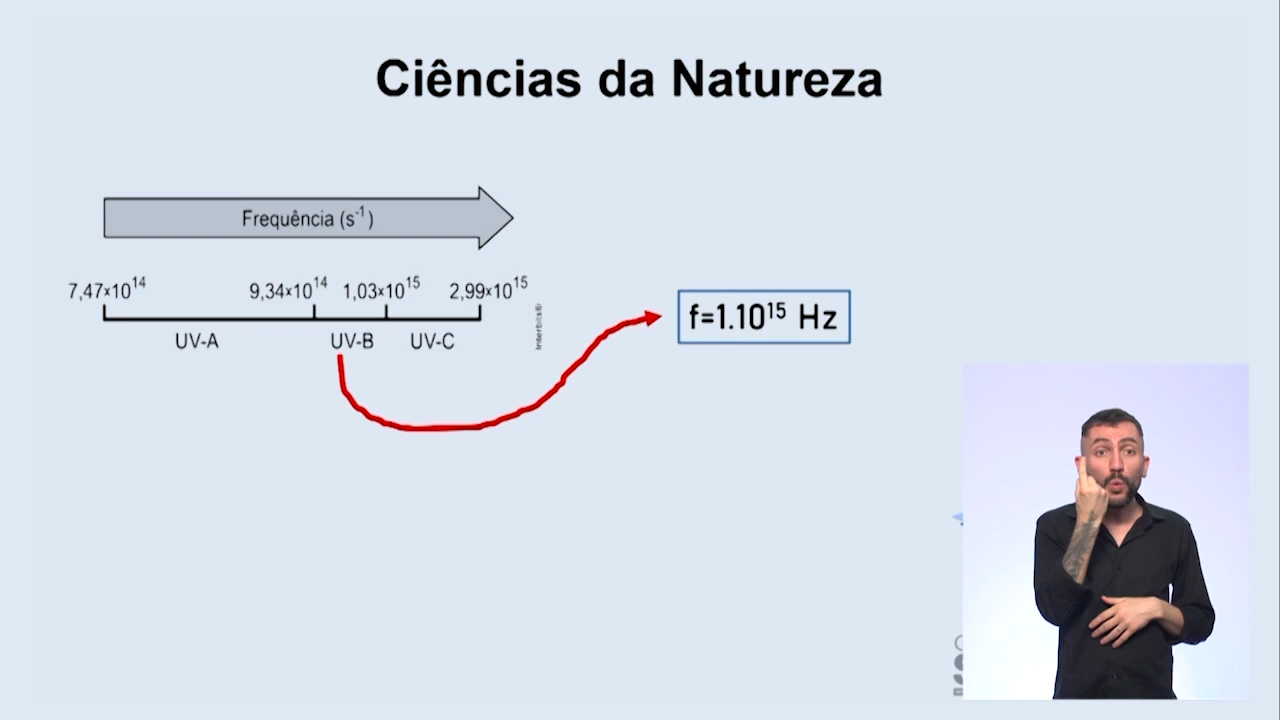 Ciências da Natureza
Frequência (s⁻¹)
7,47×10¹⁴ 9,34×10¹⁴ 1,03×10¹⁵ 2,99×10¹⁵
UV-A UV-B UV-C
Interbits®
f=1.10¹⁵ Hz